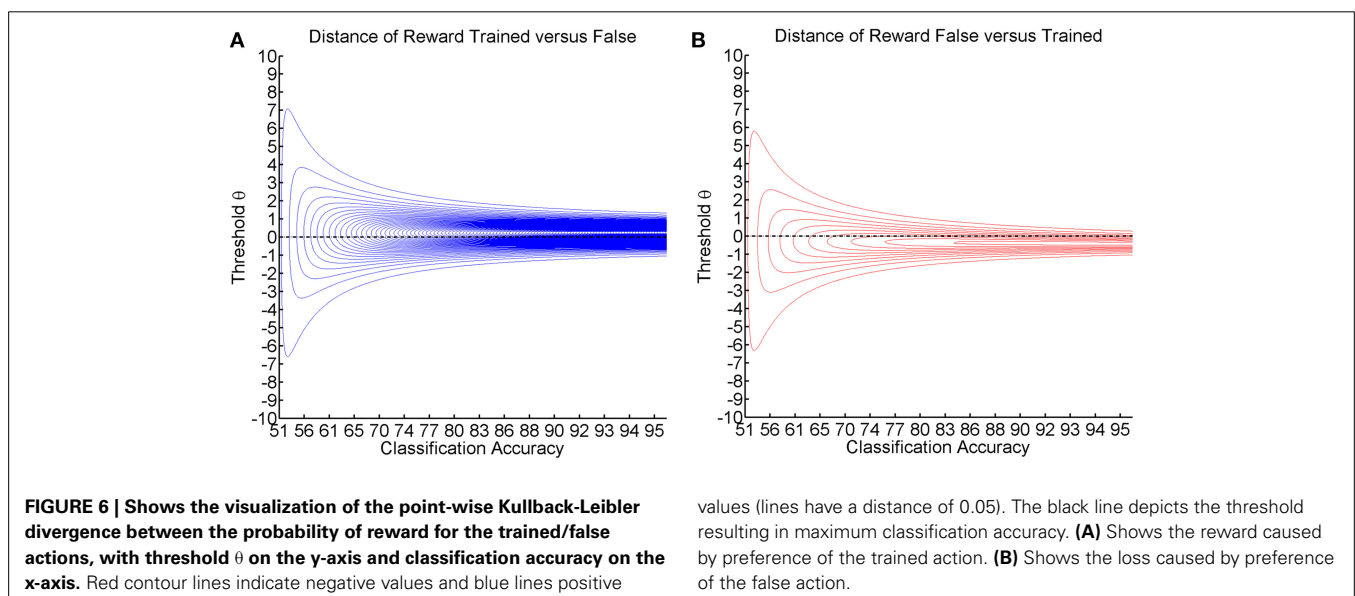 A
Distance of Reward Trained versus False
10
9
8
7
6
5
4
3
2
1
0
-1
-2
-3
-4
-5
-6
-7
-8
-9
-10
Threshold θ
51 56 61 65 70 74 77 80 83 86 90 92 93 94 95
Classification Accuracy
B
Distance of Reward False versus Trained
10
9
8
7
6
5
4
3
2
1
0
-1
-2
-3
-4
-5
-6
-7
-8
-9
-10
Threshold θ
51 56 61 65 70 74 77 80 83 86 90 92 93 94 95
Classification Accuracy
FIGURE 6 | Shows the visualization of the point-wise Kullback-Leibler
divergence between the probability of reward for the trained/false
actions, with threshold θ on the y-axis and classification accuracy on the
x-axis. Red contour lines indicate negative values and blue lines positive
values (lines have a distance of 0.05). The black line depicts the threshold
resulting in maximum classification accuracy. (A) Shows the reward caused
by preference of the trained action. (B) Shows the loss caused by preference
of the false action.